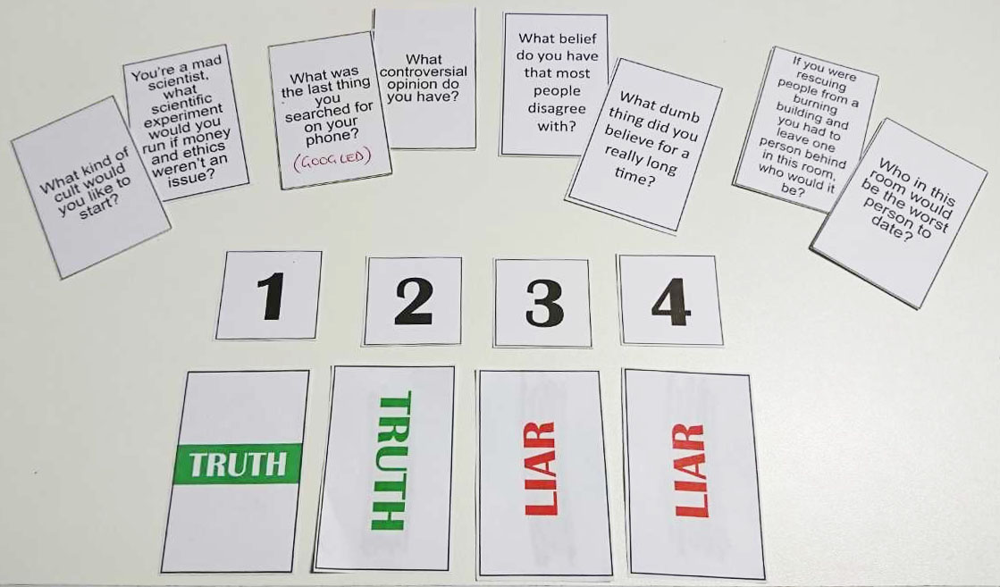 What kind of
cult would
you like to
start?
You're a mad
scientist,
what
scientific
experiment
would you
run if money
and ethics
weren't an
issue?
What was
the last thing
you
searched for
on your
phone?
(GOOGLED)
What
controversial
opinion do
you have?
What belief
do you have
that most
people
disagree
with?
What dumb
thing did you
believe for a
really long
time?
If you were
rescuing
people from a
burning
building and
you had to
leave one
person behind
in this room,
who would it
be?
Who in this
room would
be the worst
person to
date?
1
2
3
4
TRUTH
TRUTH
LIAR
LIAR